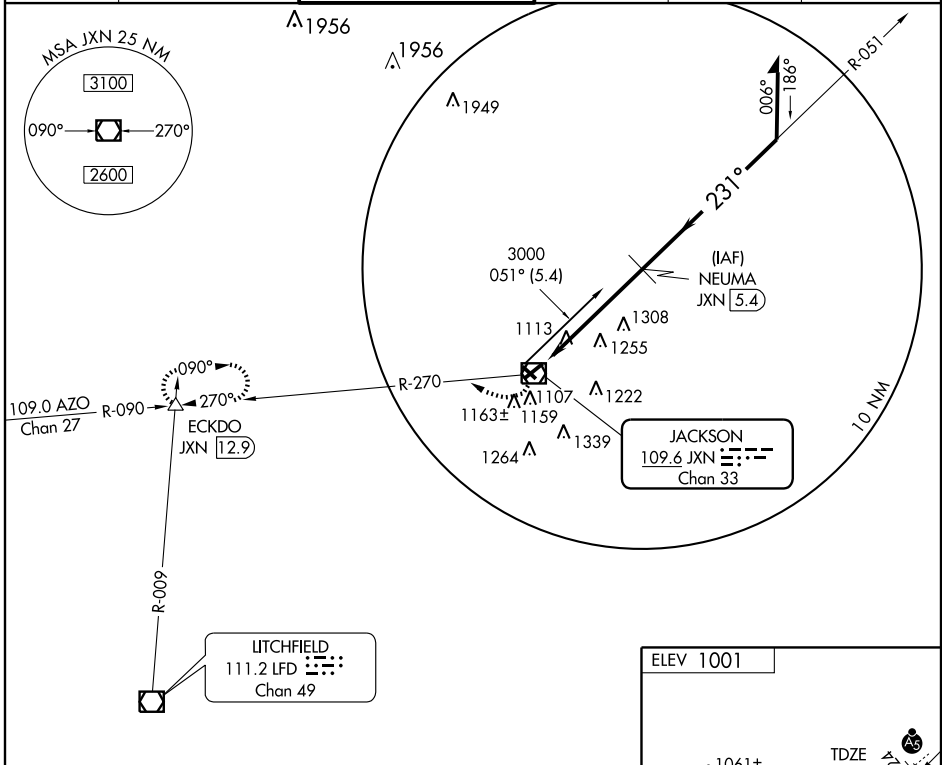 1956
1956
1949
MSA JXN 25 NM
3100
090°
270°
2600
R-051
006°
186°
231°
3000
051° (5.4)
(IAF)
NEUMA
JXN 5.4
1113
1308
1255
090°
270°
R-270
109.0 AZO
Chan 27
R-090
ECKDO
JXN 12.9
1107
1163±
1159
1222
1339
1264
10 NM
JACKSON
109.6 JXN
Chan 33
R-009
LITCHFIELD
111.2 LFD
Chan 49
ELEV 1001
1061±
TDZE
A5
24